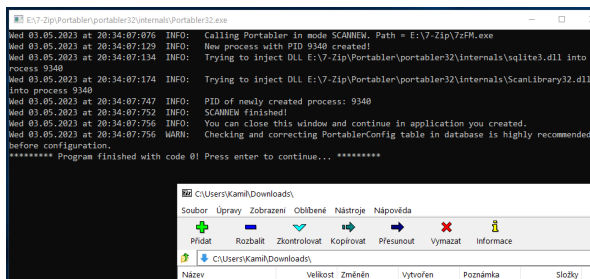 E:\7-Zip\Portabler\portabler32\internals\Portabler32.exe
Wed 03.05.2023 at 20:34:07:076 INFO: Calling Portabler in mode SCANNEW. Path = E:\7-Zip\7zFM.exe
Wed 03.05.2023 at 20:34:07:129 INFO: New process with PID 9340 created!
Wed 03.05.2023 at 20:34:07:134 INFO: Trying to inject DLL E:\7-Zip\Portabler\portabler32\internals\sqlite3.dll into p
rocess 9340
Wed 03.05.2023 at 20:34:07:174 INFO: Trying to inject DLL E:\7-Zip\Portabler\portabler32\internals\ScanLibrary32.dll
into process 9340
Wed 03.05.2023 at 20:34:07:747 INFO: PID of newly created process: 9340
Wed 03.05.2023 at 20:34:07:752 INFO: SCANNEW finished!
Wed 03.05.2023 at 20:34:07:756 INFO: You can close this window and continue in application you created.
Wed 03.05.2023 at 20:34:07:756 WARN: Checking and correcting PortablerConfig table in database is highly recommended
before configuration.
********* Program finished with code 0! Press enter to continue... *********
C:\Users\Kamil\Downloads\
Soubor Úpravy Zobrazení Oblíbené Nástroje Nápověda
Přidat Rozbalit Zkontrolovat Kopírovat Přesunout Vymazat Informace
C:\Users\Kamil\Downloads\
Název Velikost Změněn Vytvořen Poznámka Složky